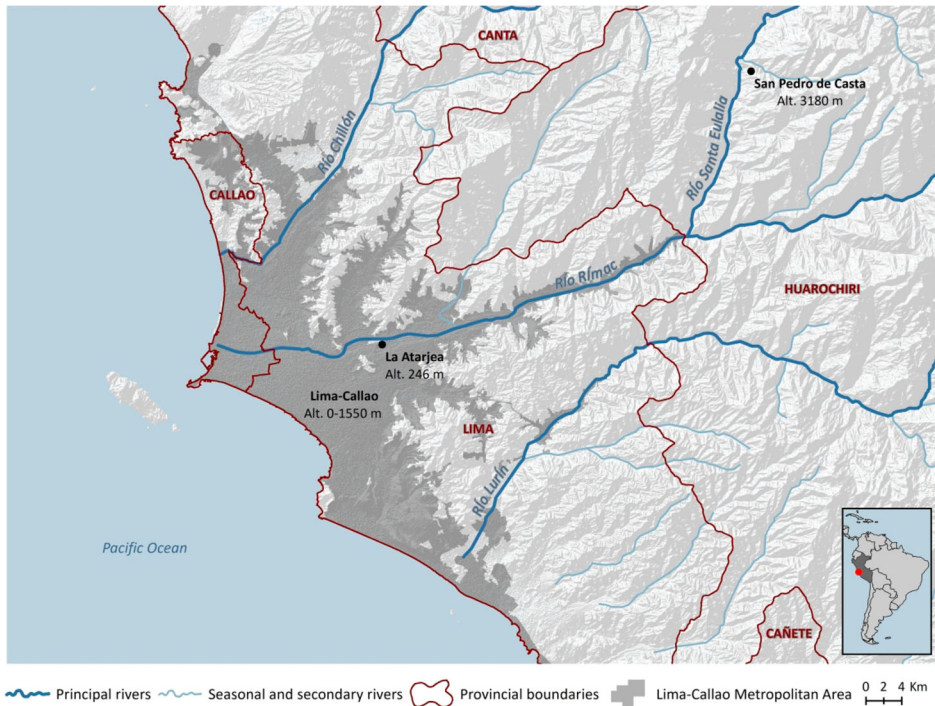 CANTA
San Pedro de Casta
Alt. 3180 m
Río Chillón
Río Santa Eulalia
CALLAO
Río Rímac
HUAROCHIRI
La Atarjea
Alt. 246 m
Lima-Callao
Alt. 0-1550 m
LIMA
Río Lurín
Pacific Ocean
CAÑETE
Principal rivers
Seasonal and secondary rivers
Provincial boundaries
Lima-Callao Metropolitan Area
0 2 4 Km